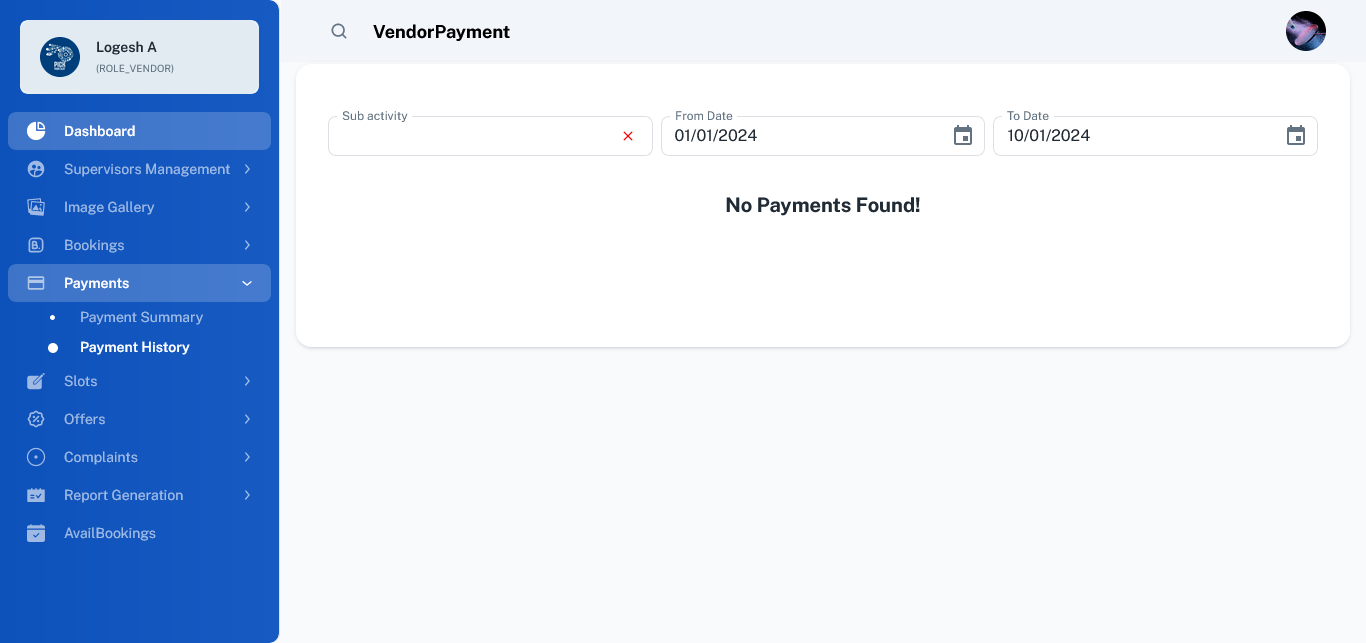 Logesh A
(ROLE_VENDOR)
Dashboard
Supervisors Management
Image Gallery
Bookings
Payments
Payment Summary
Payment History
Slots
Offers
Complaints
Report Generation
AvailBookings
VendorPayment
Sub activity
From Date
01/01/2024
To Date
10/01/2024
No Payments Found!